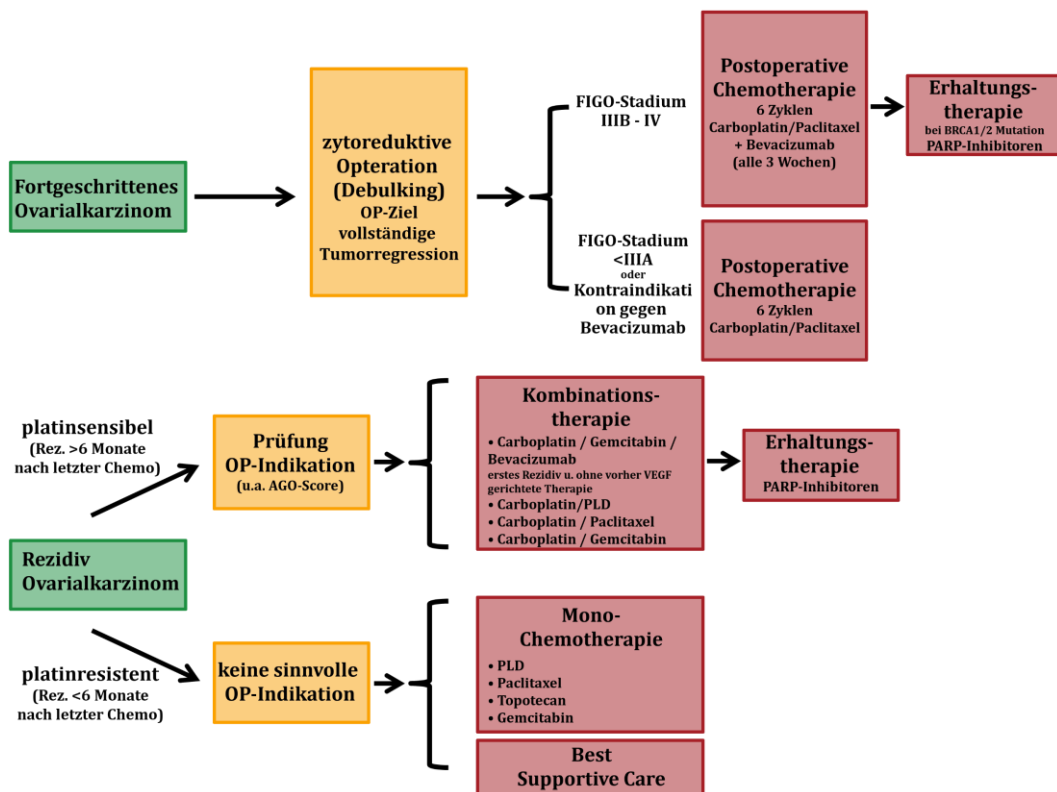 Fortgeschrittenes
Ovarialkarzinom
zytoreduktive
Opteration
(Debulking)
OP-Ziel
vollständige
Tumorregression
FIGO-Stadium
IIIB - IV
Postoperative
Chemotherapie
6 Zyklen
Carboplatin/Paclitaxel
+ Bevacizumab
(alle 3 Wochen)
Erhaltungs-
therapie
bei BRCA1/2 Mutation
PARP-Inhibitoren
FIGO-Stadium
<IIIA
oder
Kontraindikati
on gegen
Bevacizumab
Postoperative
Chemotherapie
6 Zyklen
Carboplatin/Paclitaxel
Rezidiv
Ovarialkarzinom
platinsensibel
(Rez. >6 Monate
nach letzter Chemo)
Prüfung
OP-Indikation
(u.a. AGO-Score)
Kombinations-
therapie
• Carboplatin / Gemcitabin /
Bevacizumab
erstes Rezidiv u. ohne vorher VEGF
gerichtete Therapie
• Carboplatin/PLD
• Carboplatin / Paclitaxel
• Carboplatin / Gemcitabin
Erhaltungs-
therapie
PARP-Inhibitoren
platinresistent
(Rez. <6 Monate
nach letzter Chemo)
keine sinnvolle
OP-Indikation
Mono-
Chemotherapie
• PLD
• Paclitaxel
• Topotecan
• Gemcitabin
Best
Supportive Care